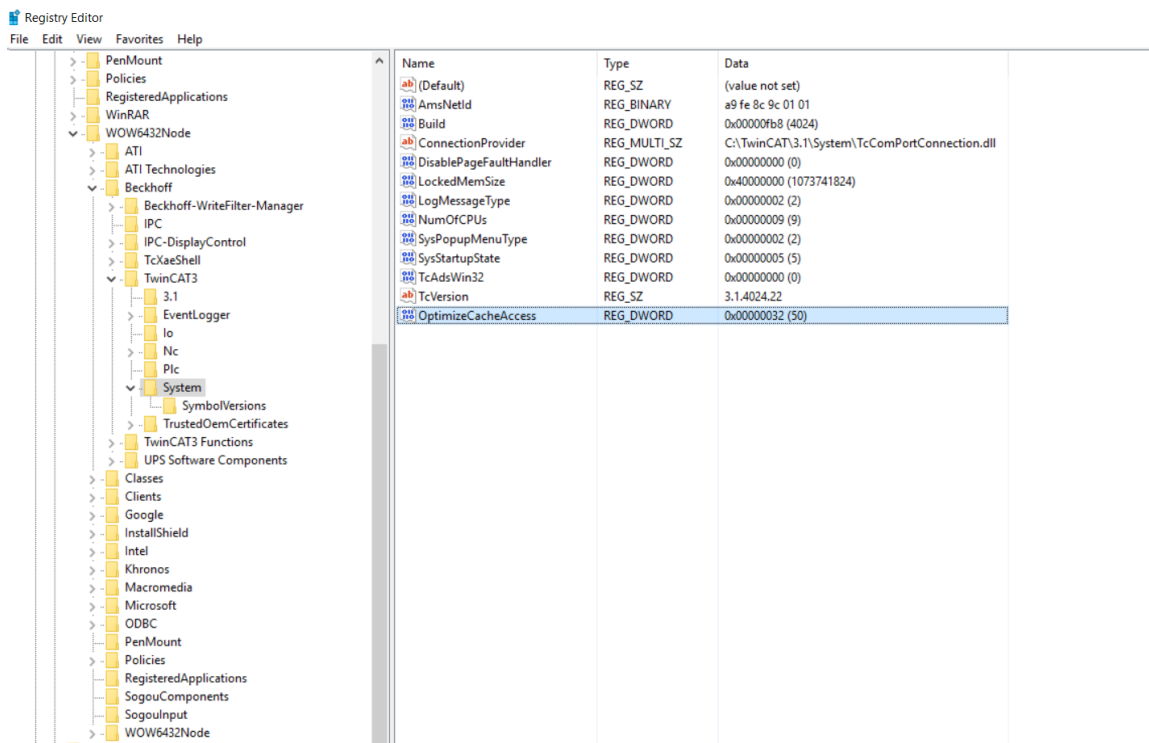 Registry Editor
File Edit View Favorites Help
PenMount
Policies
RegisteredApplications
WinRAR
WOW6432Node
ATI
ATI Technologies
Beckhoff
Beckhoff-WriteFilter-Manager
IPC
IPC-DisplayControl
TcXaeShell
TwinCAT3
3.1
EventLogger
Io
Nc
Plc
System
SymbolVersions
TrustedOemCertificates
TwinCAT3 Functions
UPS Software Components
Classes
Clients
Google
InstallShield
Intel
Khronos
Macromedia
Microsoft
ODBC
PenMount
Policies
RegisteredApplications
SogouComponents
SogouInput
WOW6432Node
Name Type Data
(Default) REG_SZ (value not set)
AmsNetId REG_BINARY a9 fe 8c 9c 01 01
Build REG_DWORD 0x00000fb8 (4024)
ConnectionProvider REG_MULTI_SZ C:\TwinCAT\3.1\System\TcComPortConnection.dll
DisablePageFaultHandler REG_DWORD 0x00000000 (0)
LockedMemSize REG_DWORD 0x40000000 (1073741824)
LogMessageType REG_DWORD 0x00000002 (2)
NumOfCPUs REG_DWORD 0x00000009 (9)
SysPopupMenuType REG_DWORD 0x00000002 (2)
SysStartupState REG_DWORD 0x00000005 (5)
TcAdsWin32 REG_DWORD 0x00000000 (0)
TcVersion REG_SZ 3.1.4024.22
OptimizeCacheAccess REG_DWORD 0x00000032 (50)